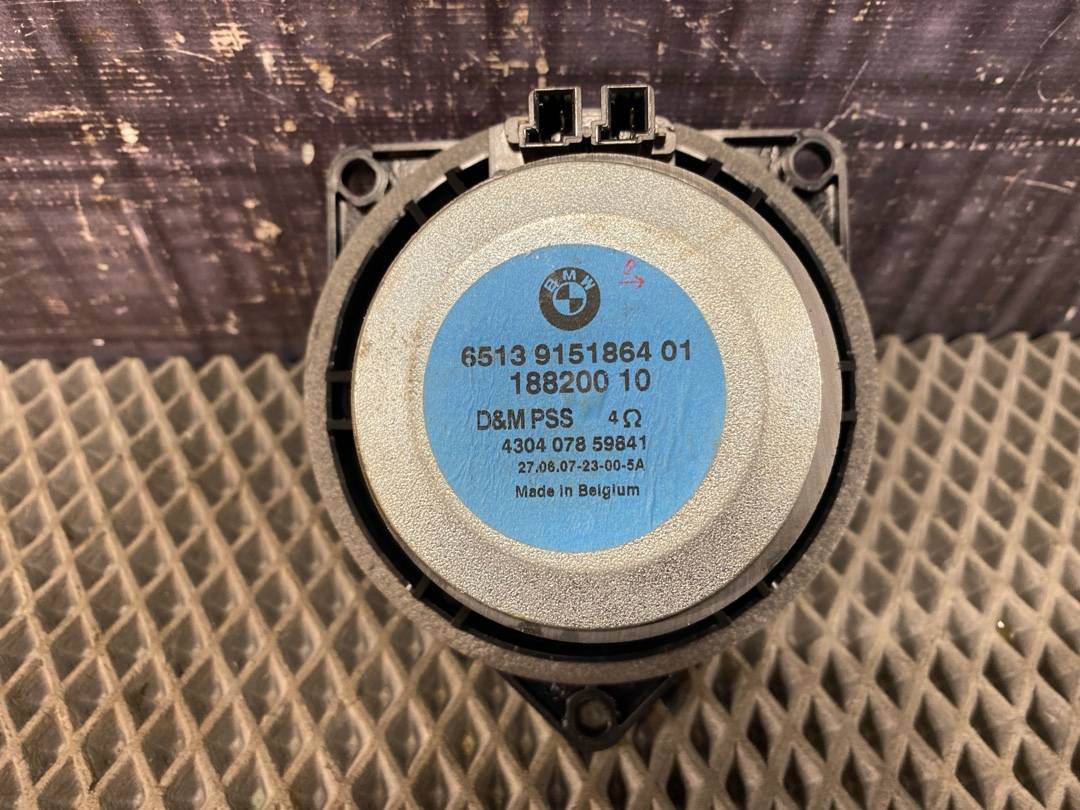 BMW
6513 9151864 01
188200 10
D&M PSS 4Ω
4304 078 59841
27.06.07-23-00-5A
Made in Belgium